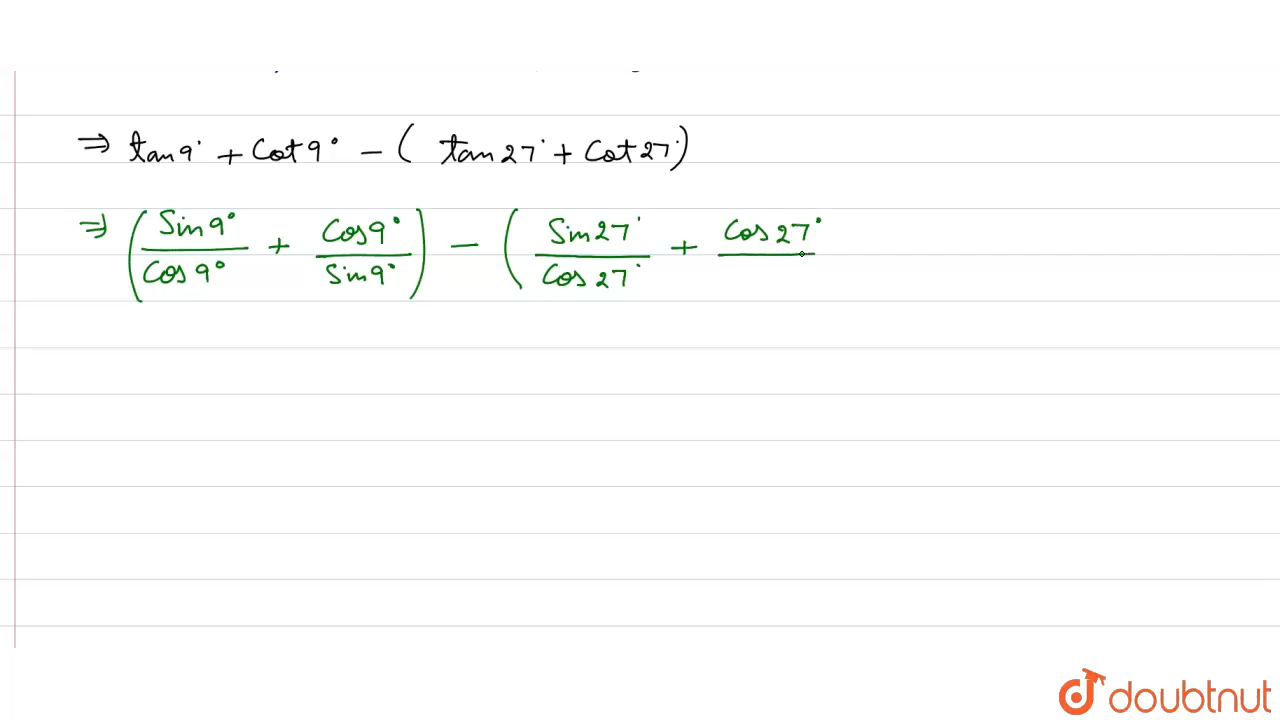 ⇒ tan 9° + Cot 9° - ( tan 27° + Cot 27°)
⇒ (Sin 9°/Cos 9° + Cos 9°/Sin 9°) - (Sin 27°/Cos 27° + Cos 27°/
doubtnut